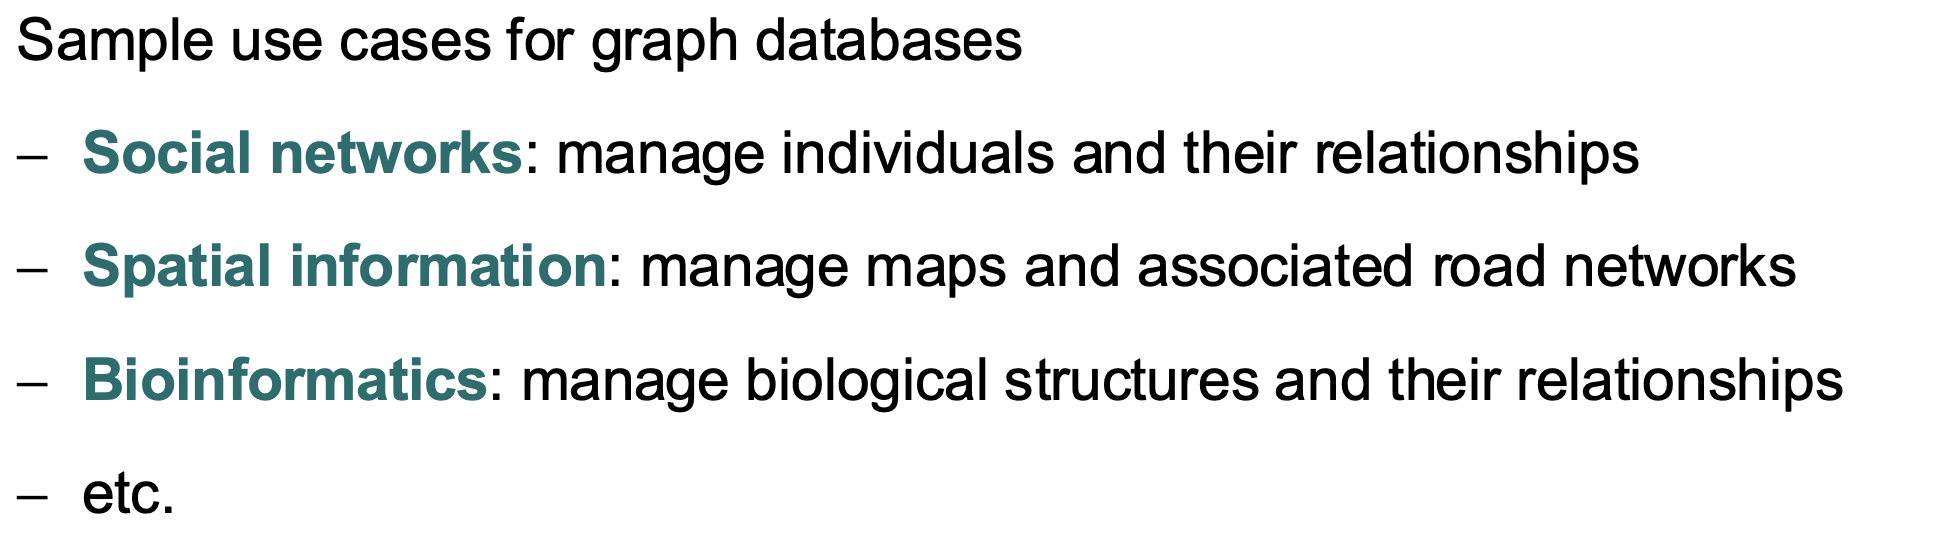 Sample use cases for graph databases
– Social networks: manage individuals and their relationships
– Spatial information: manage maps and associated road networks
– Bioinformatics: manage biological structures and their relationships
– etc.